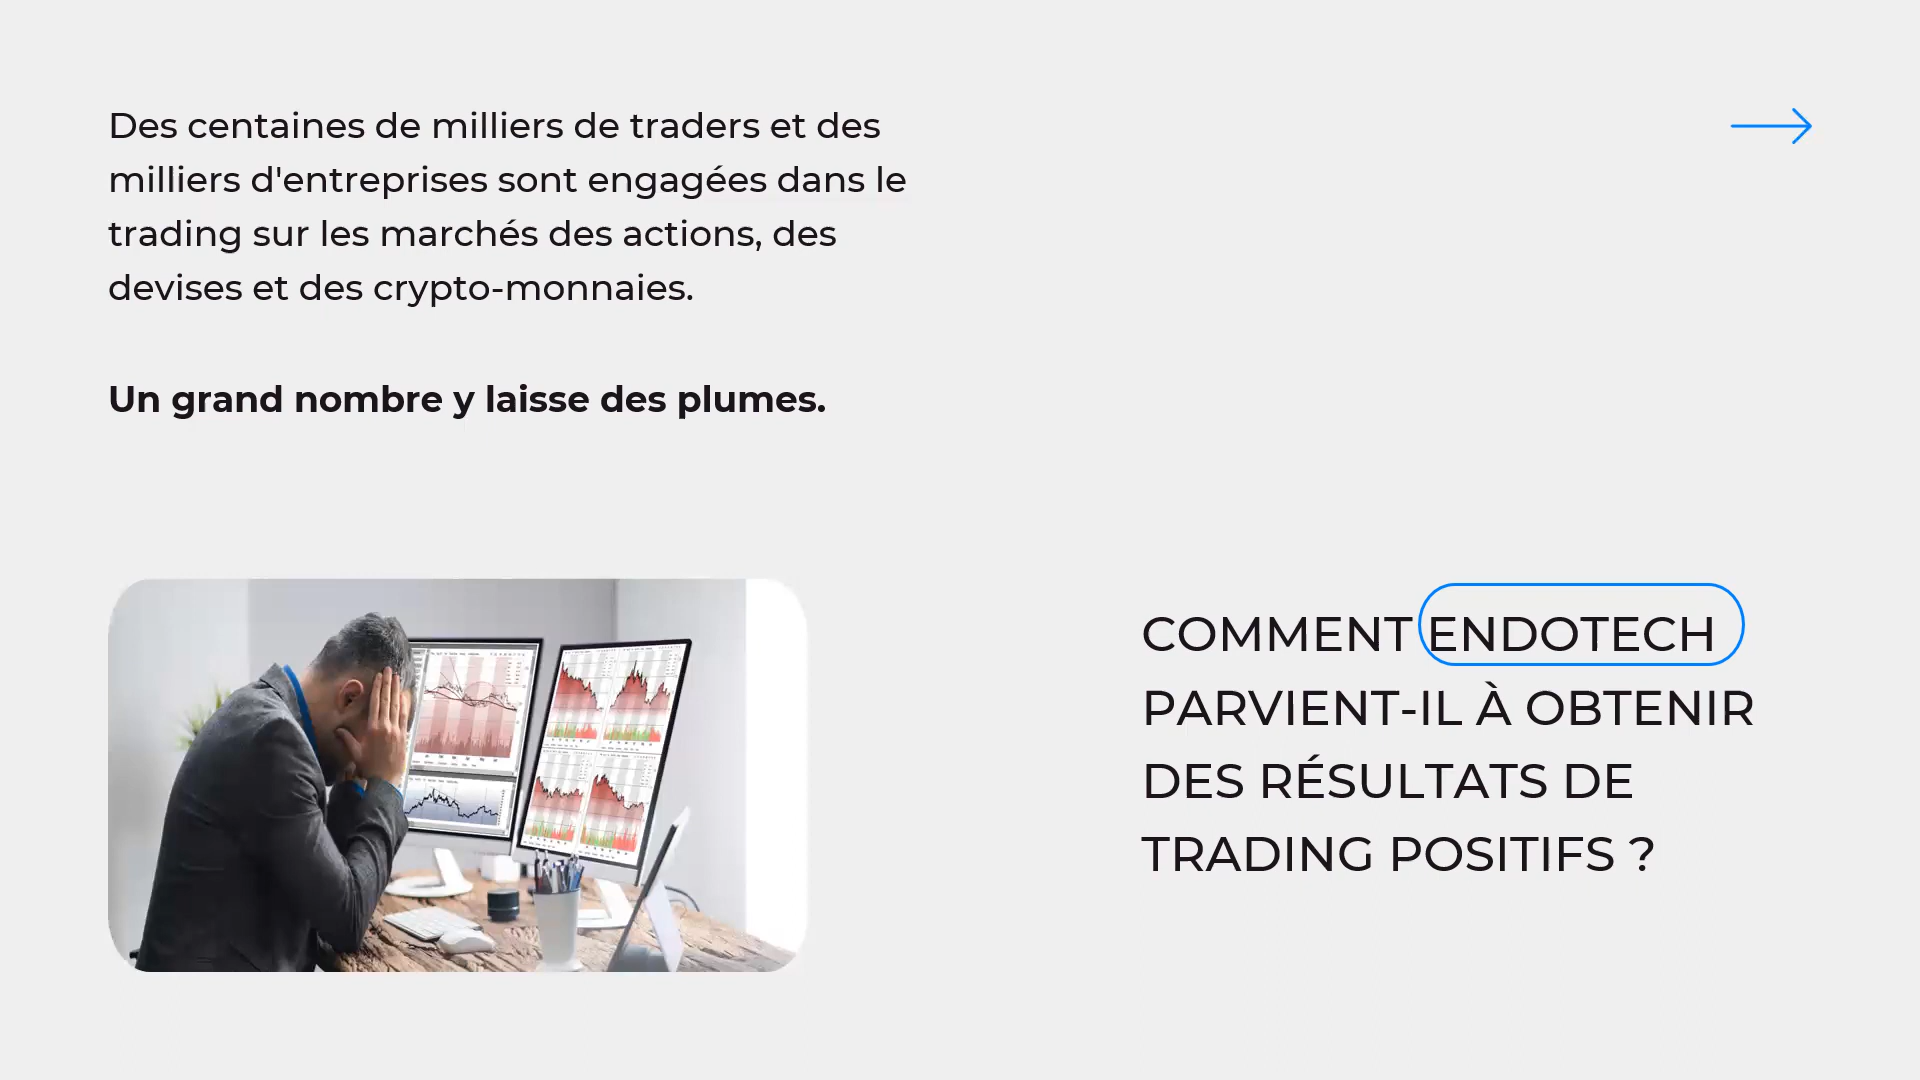 Des centaines de milliers de traders et des
milliers d'entreprises sont engagées dans le
trading sur les marchés des actions, des
devises et des crypto-monnaies.
Un grand nombre y laisse des plumes.
COMMENT ENDOTECH
PARVIENT-IL À OBTENIR
DES RÉSULTATS DE
TRADING POSITIFS ?